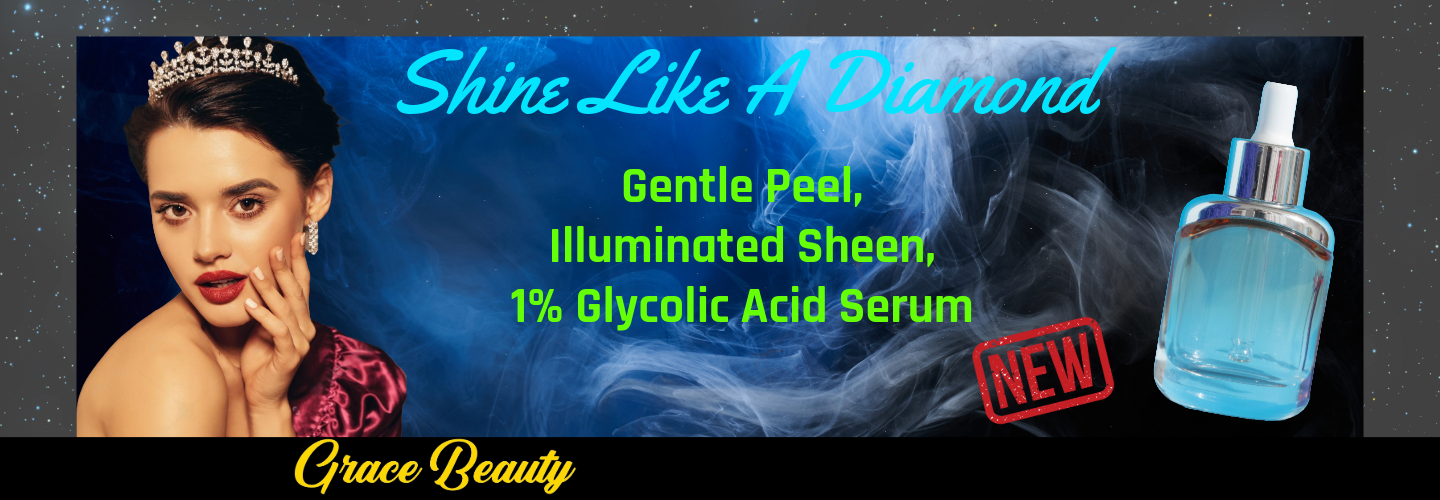 Shine Like A Diamond
Gentle Peel,
Illuminated Sheen,
1% Glycolic Acid Serum
NEW
Grace Beauty